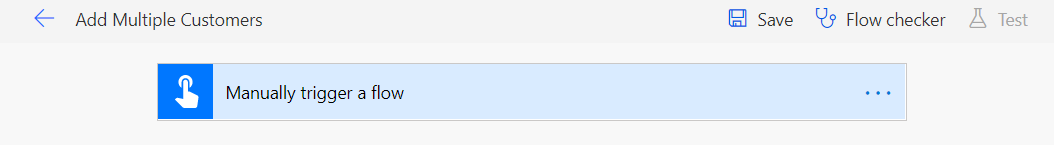 Add Multiple Customers Save Flow checker Test
Manually trigger a flow